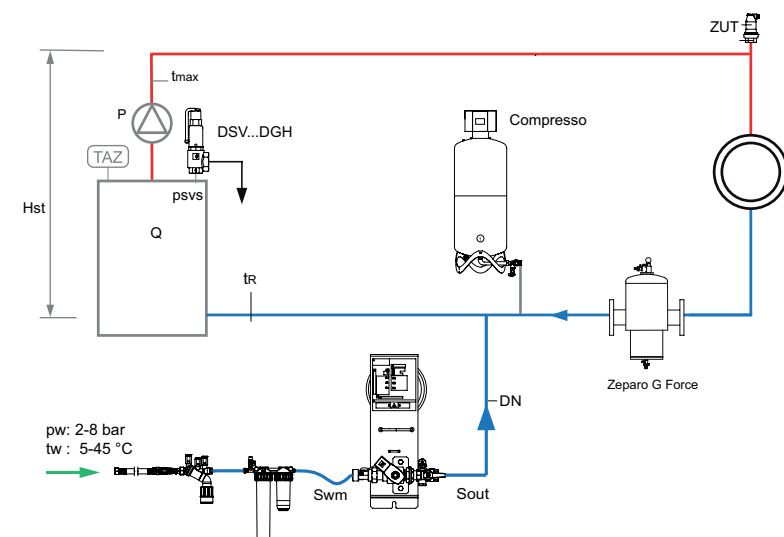 ZUT
tmax
P
DSV...DGH
Compresso
TAZ
psvs
Hst
Q
tR
Zeparo G Force
DN
pw: 2-8 bar
tw : 5-45 °C
Swm
Sout